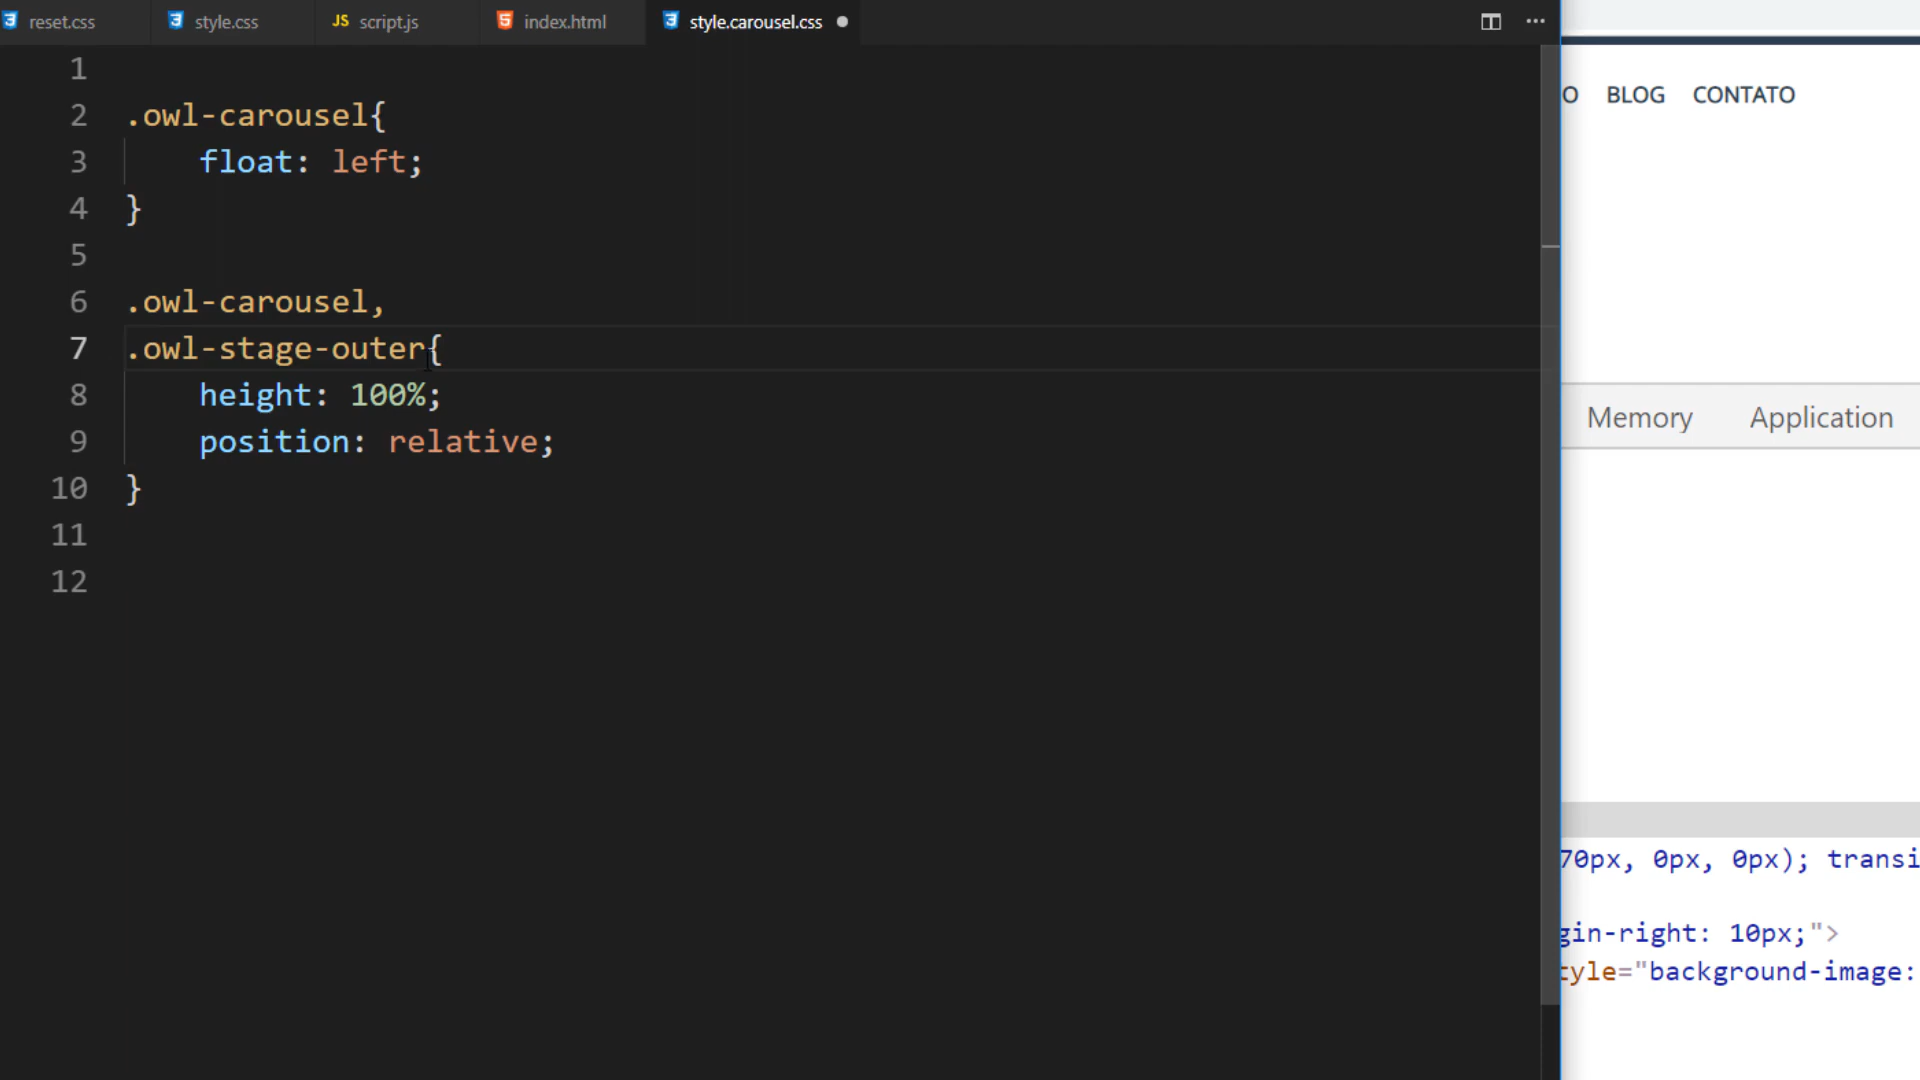 reset.css style.css JS script.js index.html style.carousel.css
1
2 .owl-carousel{
3 float: left;
4 }
5
6 .owl-carousel,
7 .owl-stage-outer{
8 height: 100%;
9 position: relative;
10 }
11
12
O BLOG CONTATO
Memory Application
70px, 0px, 0px); transi
gin-right: 10px;">
tyle="background-image: